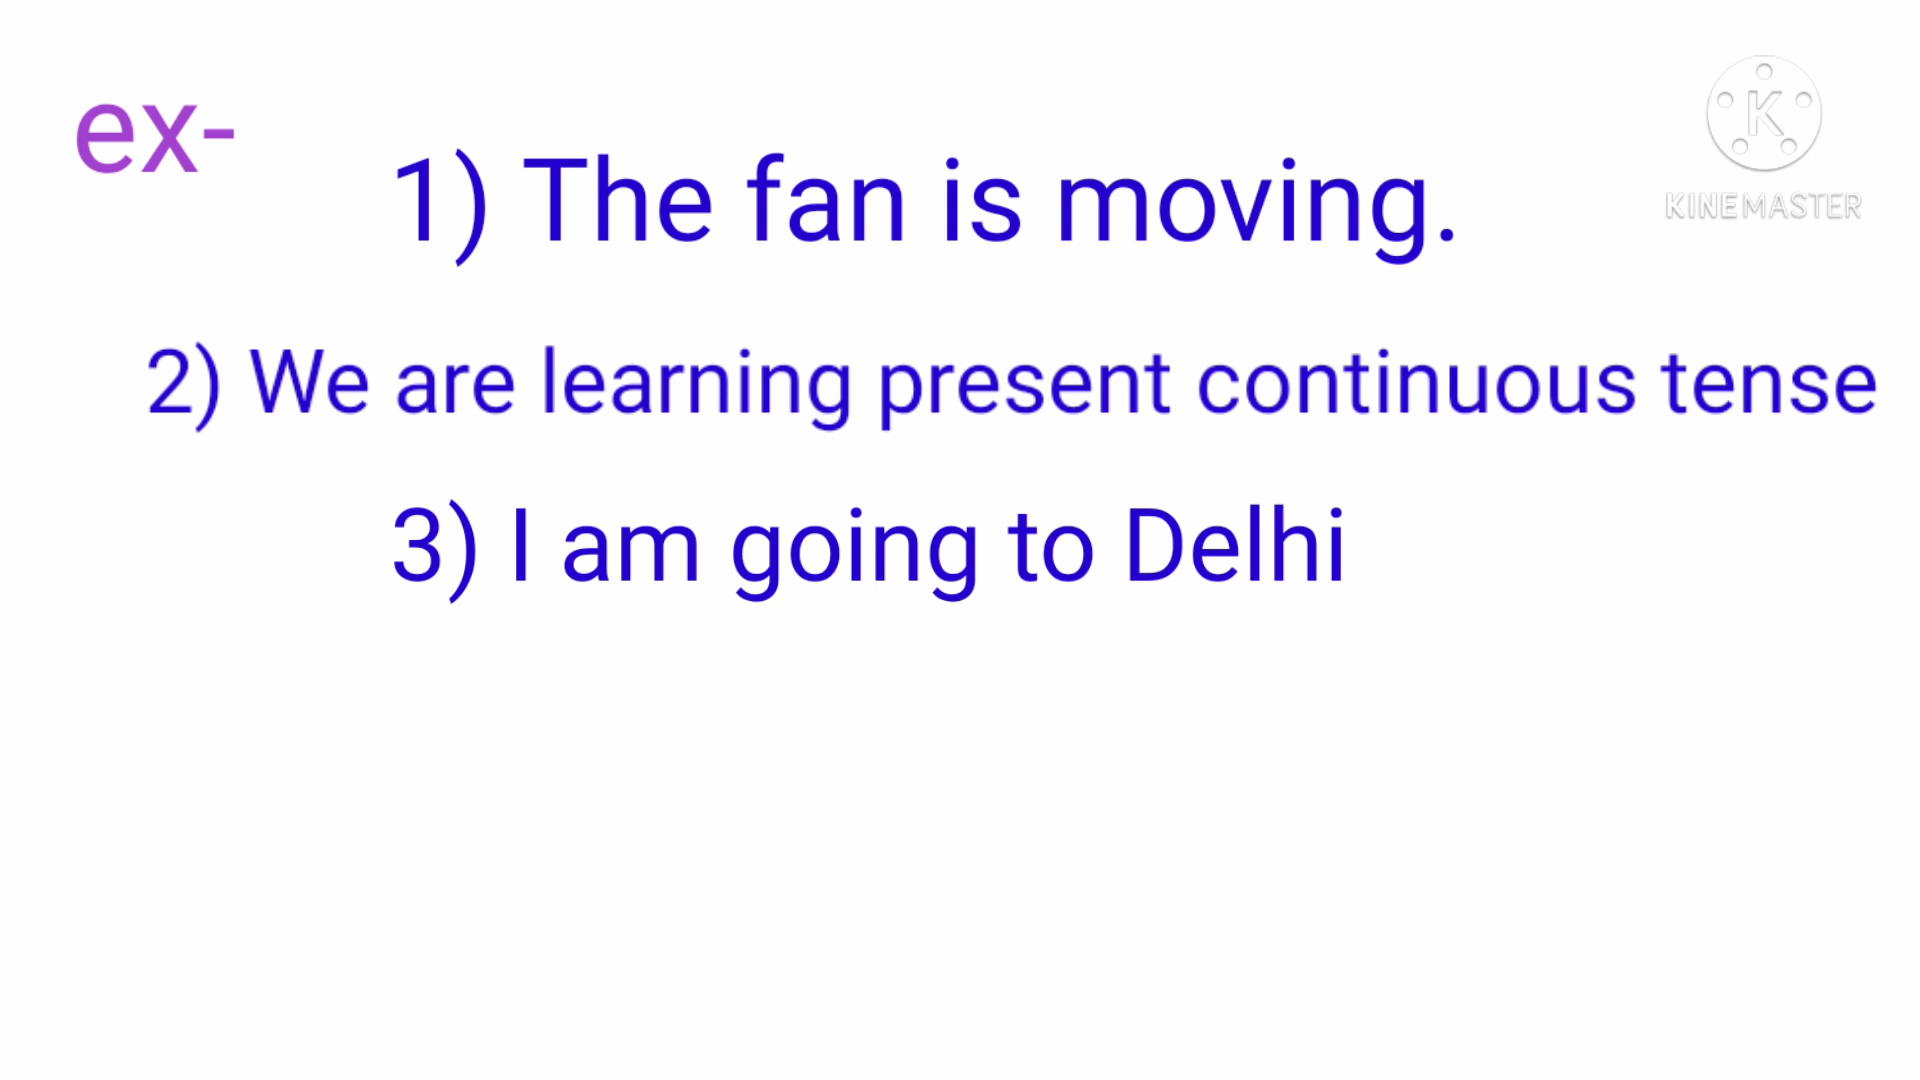 ex-
1) The fan is moving.
KINEMASTER
2) We are learning present continuous tense
3) I am going to Delhi